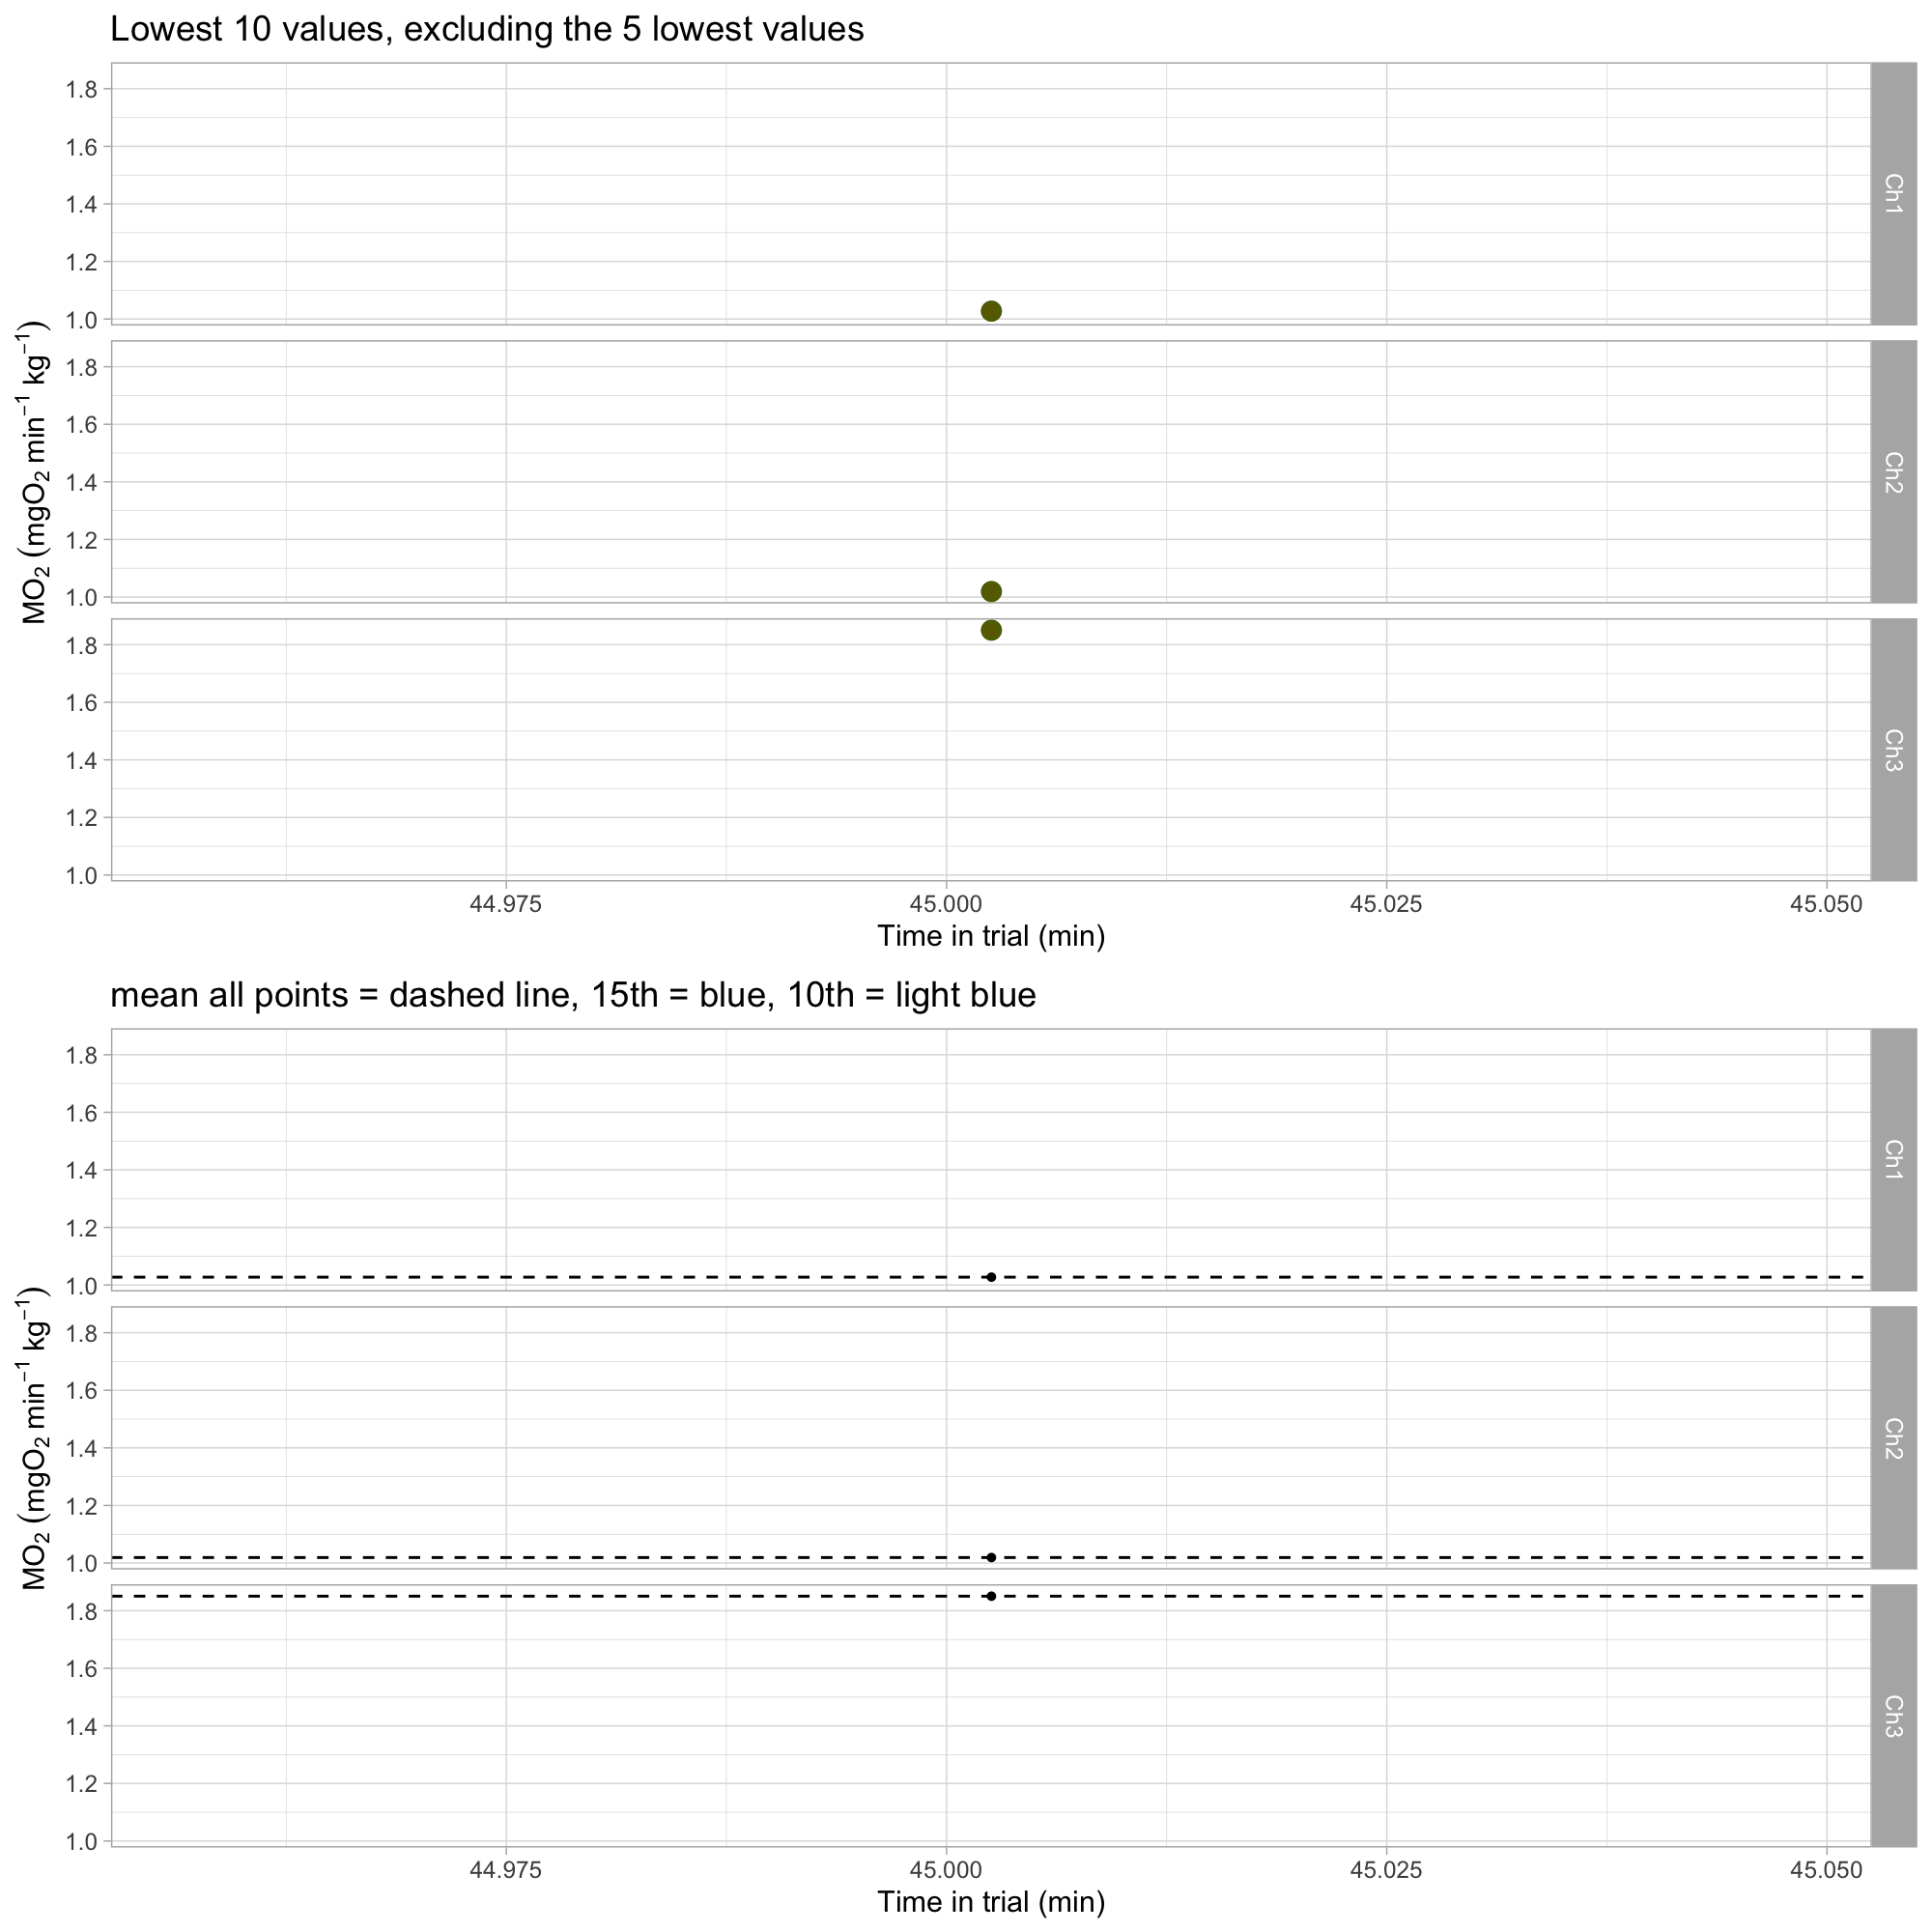 Lowest 10 values, excluding the 5 lowest values
MO₂ (mgO₂ min⁻¹ kg⁻¹)
1.8
1.6
1.4
1.2
1.0
Ch1
1.8
1.6
1.4
1.2
1.0
Ch2
1.8
1.6
1.4
1.2
1.0
Ch3
44.975 45.000 45.025 45.050
Time in trial (min)
mean all points = dashed line, 15th = blue, 10th = light blue
MO₂ (mgO₂ min⁻¹ kg⁻¹)
1.8
1.6
1.4
1.2
1.0
Ch1
1.8
1.6
1.4
1.2
1.0
Ch2
1.8
1.6
1.4
1.2
1.0
Ch3
44.975 45.000 45.025 45.050
Time in trial (min)